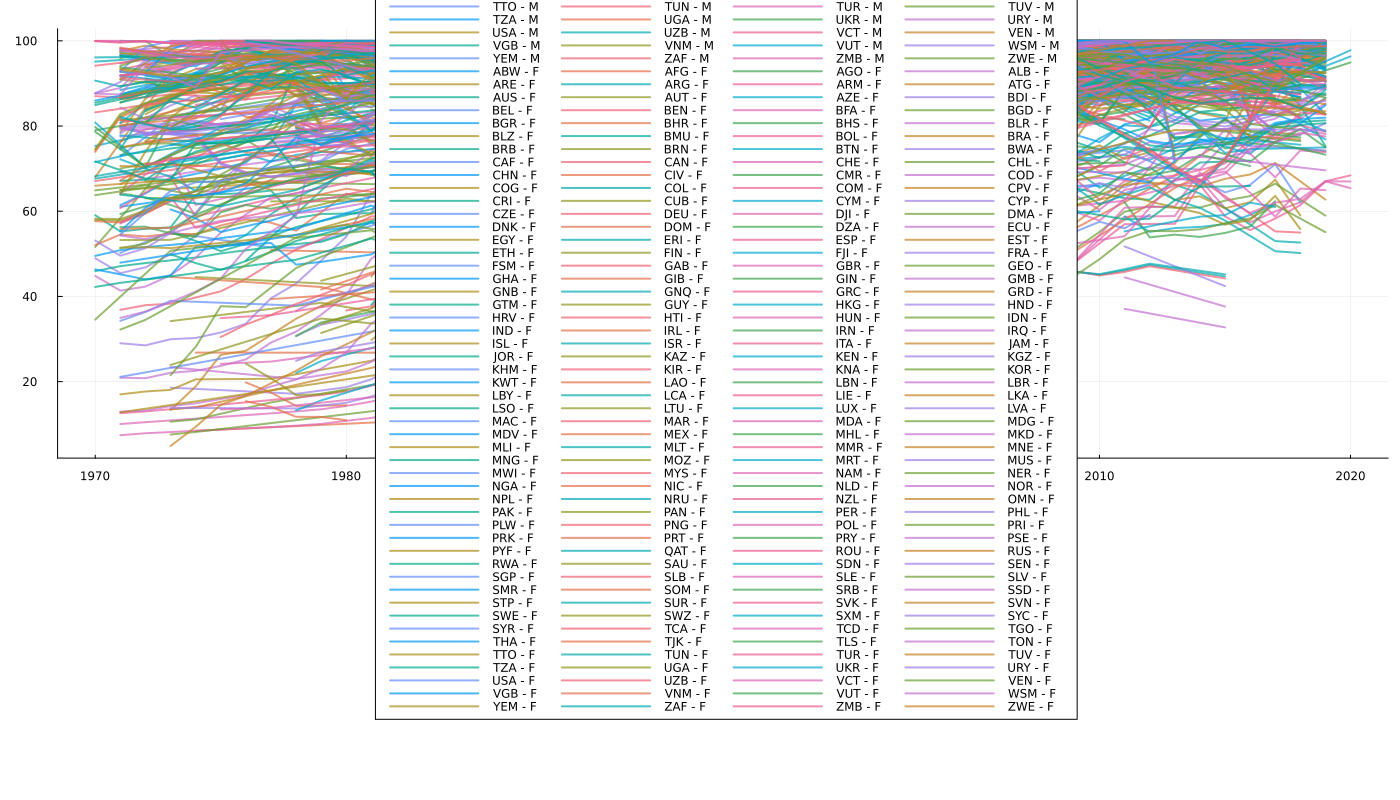 TTO - M TUN - M TUR - M TUV - M
TZA - M UGA - M UKR - M URY - M
USA - M UZB - M VCT - M VEN - M
VGB - M VNM - M VUT - M WSM - M
YEM - M ZAF - M ZMB - M ZWE - M
ABW - F AFG - F AGO - F ALB - F
ARE - F ARG - F ARM - F ATG - F
AUS - F AUT - F AZE - F BDI - F
BEL - F BEN - F BFA - F BGD - F
BGR - F BHR - F BHS - F BLR - F
BLZ - F BMU - F BOL - F BRA - F
BRB - F BRN - F BTN - F BWA - F
CAF - F CAN - F CHE - F CHL - F
CHN - F CIV - F CMR - F COD - F
COG - F COL - F COM - F CPV - F
CRI - F CUB - F CYM - F CYP - F
CZE - F DEU - F DJI - F DMA - F
DNK - F DOM - F DZA - F ECU - F
EGY - F ERI - F ESP - F EST - F
ETH - F FIN - F FJI - F FRA - F
FSM - F GAB - F GBR - F GEO - F
GHA - F GIB - F GIN - F GMB - F
GNB - F GNQ - F GRC - F GRD - F
GTM - F GUY - F HKG - F HND - F
HRV - F HTI - F HUN - F IDN - F
IND - F IRL - F IRN - F IRQ - F
ISL - F ISR - F ITA - F JAM - F
JOR - F KAZ - F KEN - F KGZ - F
KHM - F KIR - F KNA - F KOR - F
KWT - F LAO - F LBN - F LBR - F
LBY - F LCA - F LIE - F LKA - F
LSO - F LTU - F LUX - F LVA - F
MAC - F MAR - F MDA - F MDG - F
MDV - F MEX - F MHL - F MKD - F
MLI - F MLT - F MMR - F MNE - F
MNG - F MOZ - F MRT - F MUS - F
MWI - F MYS - F NAM - F NER - F
NGA - F NIC - F NLD - F NOR - F
NPL - F NRU - F NZL - F OMN - F
PAK - F PAN - F PER - F PHL - F
PLW - F PNG - F POL - F PRI - F
PRK - F PRT - F PRY - F PSE - F
PYF - F QAT - F ROU - F RUS - F
RWA - F SAU - F SDN - F SEN - F
SGP - F SLB - F SLE - F SLV - F
SMR - F SOM - F SRB - F SSD - F
STP - F SUR - F SVK - F SVN - F
SWE - F SWZ - F SXM - F SYC - F
SYR - F TCA - F TCD - F TGO - F
THA - F TJK - F TLS - F TON - F
TTO - F TUN - F TUR - F TUV - F
TZA - F UGA - F UKR - F URY - F
USA - F UZB - F VCT - F VEN - F
VGB - F VNM - F VUT - F WSM - F
YEM - F ZAF - F ZMB - F ZWE - F
100
80
60
40
20
1970 1980 2010 2020